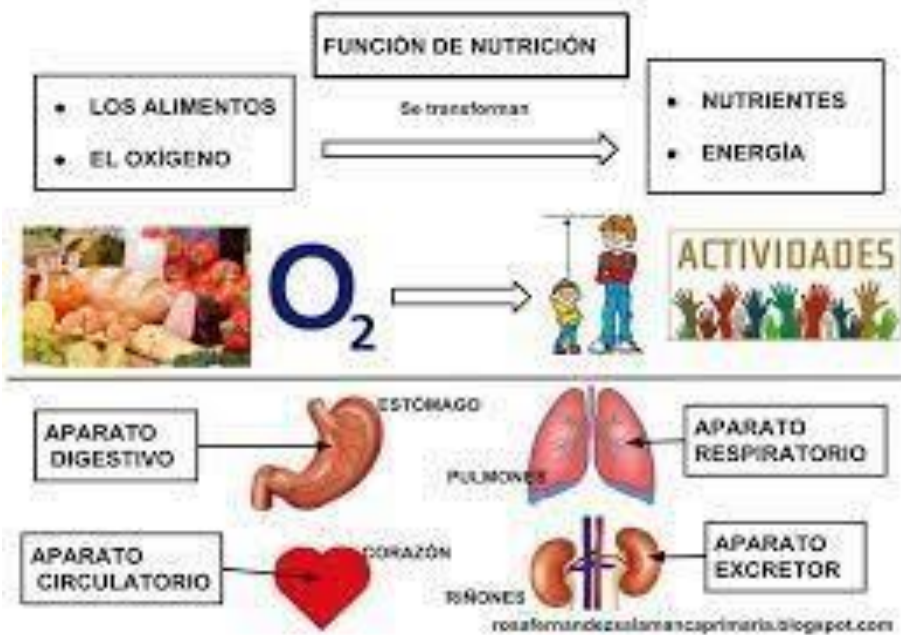 FUNCIÓN DE NUTRICIÓN
• LOS ALIMENTOS
• EL OXÍGENO
Se transforman
• NUTRIENTES
• ENERGÍA
O2
ACTIVIDADES
APARATO
DIGESTIVO
ESTÓMAGO
PULMONES
APARATO
RESPIRATORIO
APARATO
CIRCULATORIO
CORAZÓN
RIÑONES
APARATO
EXCRETOR
rosafernandezsalamancaprimaria.blogspot.com